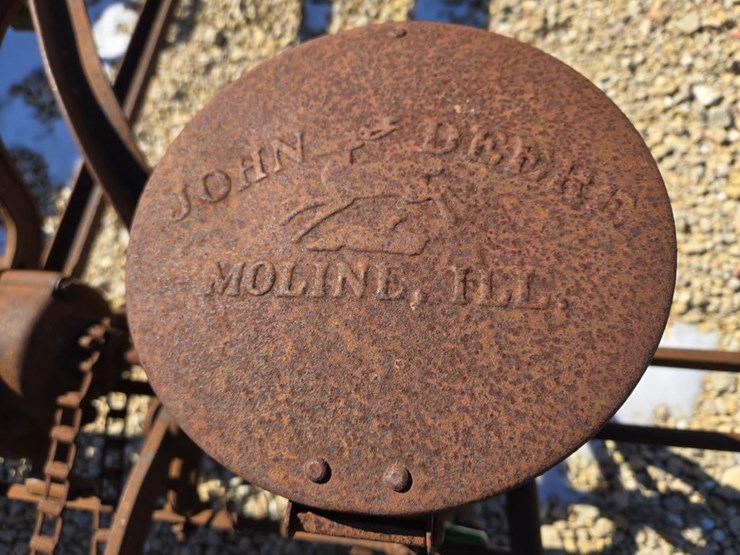 JOHN DEERE
MOLINE, ILL.